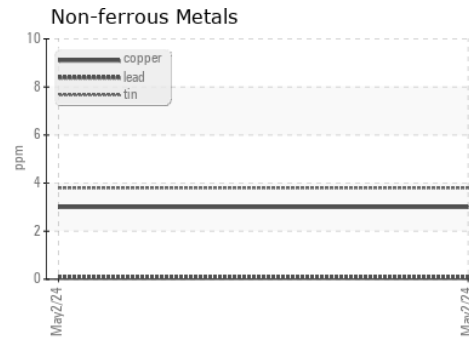 Non-ferrous Metals
10
8
6
4
2
0
ppm
copper
lead
tin
May2/24
May2/24